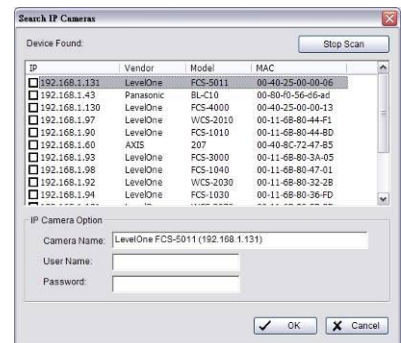 Search IP Cameras
Device Found:
Stop Scan
IP Vendor Model MAC
192.168.1.131 LevelOne FCS-5011 00-40-25-00-00-06
192.168.1.43 Panasonic BL-C10 00-80-f0-56-d6-ad
192.168.1.130 LevelOne FCS-4000 00-40-25-00-00-13
192.168.1.97 LevelOne WCS-2010 00-11-6B-80-44-F1
192.168.1.90 LevelOne FCS-1010 00-11-6B-80-44-BD
192.168.1.60 AXIS 207 00-40-8C-72-47-B5
192.168.1.93 LevelOne FCS-3000 00-11-6B-80-3A-05
192.168.1.98 LevelOne FCS-1040 00-11-6B-80-47-01
192.168.1.92 LevelOne WCS-2030 00-11-6B-80-32-2B
192.168.1.94 LevelOne FCS-1030 00-11-6B-80-36-FD
IP Camera Option
Camera Name: LevelOne FCS-5011 (192.168.1.131)
User Name:
Password:
OK Cancel